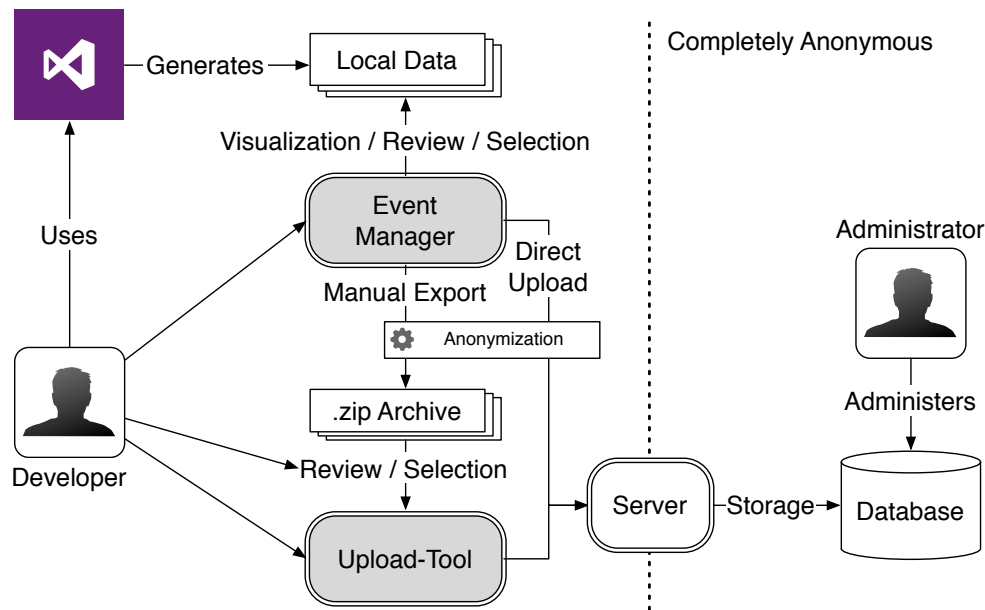 Completely Anonymous
Generates
Local Data
Visualization / Review / Selection
Uses
Event
Manager
Direct
Upload
Administrator
Manual Export
Anonymization
.zip Archive
Administers
Developer
Review / Selection
Server
Storage
Database
Upload-Tool